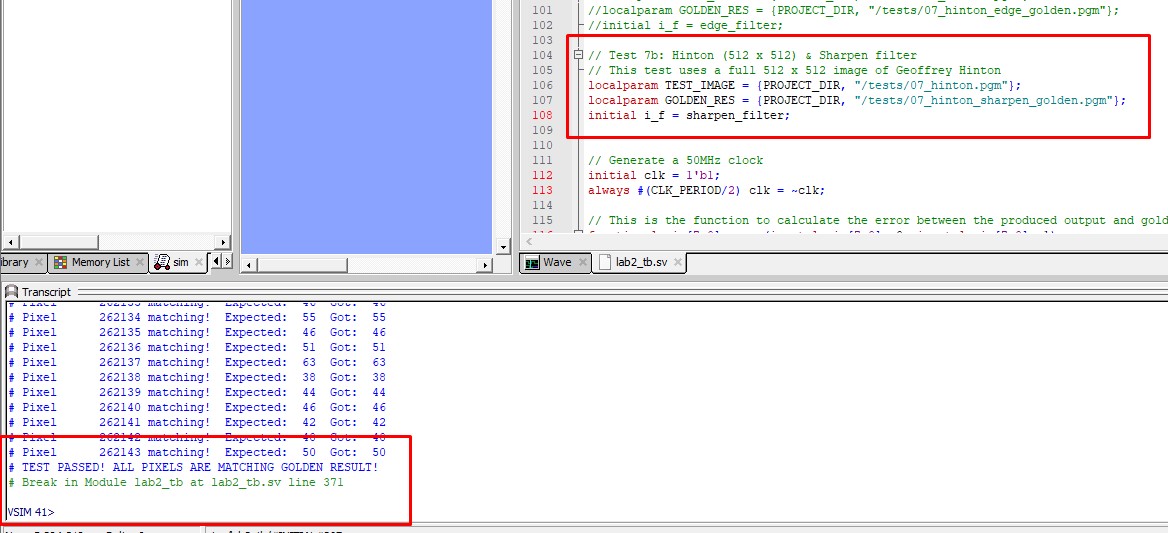 101 //localparam GOLDEN_RES = {PROJECT_DIR, "/tests/07_hinton_edge_golden.pgm"};
102 //initial i_f = edge_filter;
103
104 // Test 7b: Hinton (512 x 512) & Sharpen filter
105 // This test uses a full 512 x 512 image of Geoffrey Hinton
106 localparam TEST_IMAGE = {PROJECT_DIR, "/tests/07_hinton.pgm"};
107 localparam GOLDEN_RES = {PROJECT_DIR, "/tests/07_hinton_sharpen_golden.pgm"};
108 initial i_f = sharpen_filter;
109
110
111 // Generate a 50MHz clock
112 initial clk = 1'b1;
113 always #(CLK_PERIOD/2) clk = ~clk;
114
115 // This is the function to calculate the error between the produced output and gold
ibrary Memory List sim
Wave lab2_tb.sv
Transcript
# Pixel 262134 matching! Expected: 55 Got: 55
# Pixel 262135 matching! Expected: 46 Got: 46
# Pixel 262136 matching! Expected: 51 Got: 51
# Pixel 262137 matching! Expected: 63 Got: 63
# Pixel 262138 matching! Expected: 38 Got: 38
# Pixel 262139 matching! Expected: 44 Got: 44
# Pixel 262140 matching! Expected: 46 Got: 46
# Pixel 262141 matching! Expected: 42 Got: 42
# Pixel 262142 matching! Expected: Got:
# Pixel 262143 matching! Expected: 50 Got: 50
# TEST PASSED! ALL PIXELS ARE MATCHING GOLDEN RESULT!
# Break in Module lab2_tb at lab2_tb.sv line 371
VSIM 41>